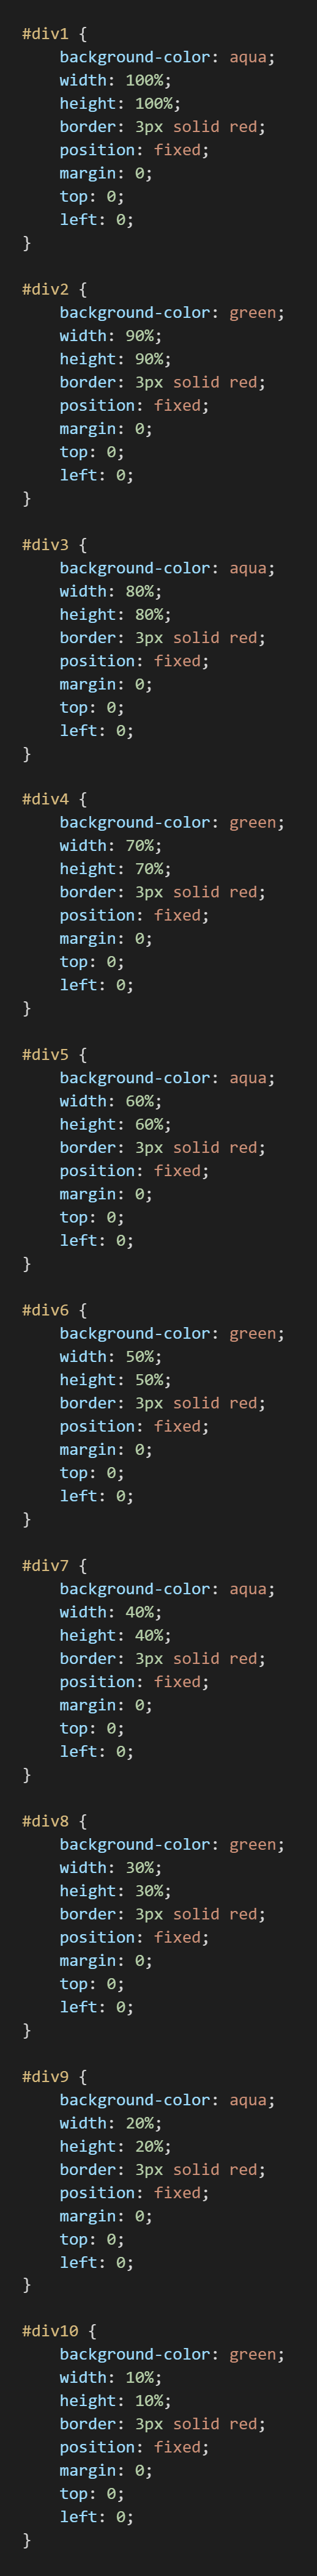 #div1 {
    background-color: aqua;
    width: 100%;
    height: 100%;
    border: 3px solid red;
    position: fixed;
    margin: 0;
    top: 0;
    left: 0;
}

#div2 {
    background-color: green;
    width: 90%;
    height: 90%;
    border: 3px solid red;
    position: fixed;
    margin: 0;
    top: 0;
    left: 0;
}

#div3 {
    background-color: aqua;
    width: 80%;
    height: 80%;
    border: 3px solid red;
    position: fixed;
    margin: 0;
    top: 0;
    left: 0;
}

#div4 {
    background-color: green;
    width: 70%;
    height: 70%;
    border: 3px solid red;
    position: fixed;
    margin: 0;
    top: 0;
    left: 0;
}

#div5 {
    background-color: aqua;
    width: 60%;
    height: 60%;
    border: 3px solid red;
    position: fixed;
    margin: 0;
    top: 0;
    left: 0;
}

#div6 {
    background-color: green;
    width: 50%;
    height: 50%;
    border: 3px solid red;
    position: fixed;
    margin: 0;
    top: 0;
    left: 0;
}

#div7 {
    background-color: aqua;
    width: 40%;
    height: 40%;
    border: 3px solid red;
    position: fixed;
    margin: 0;
    top: 0;
    left: 0;
}

#div8 {
    background-color: green;
    width: 30%;
    height: 30%;
    border: 3px solid red;
    position: fixed;
    margin: 0;
    top: 0;
    left: 0;
}

#div9 {
    background-color: aqua;
    width: 20%;
    height: 20%;
    border: 3px solid red;
    position: fixed;
    margin: 0;
    top: 0;
    left: 0;
}

#div10 {
    background-color: green;
    width: 10%;
    height: 10%;
    border: 3px solid red;
    position: fixed;
    margin: 0;
    top: 0;
    left: 0;
}